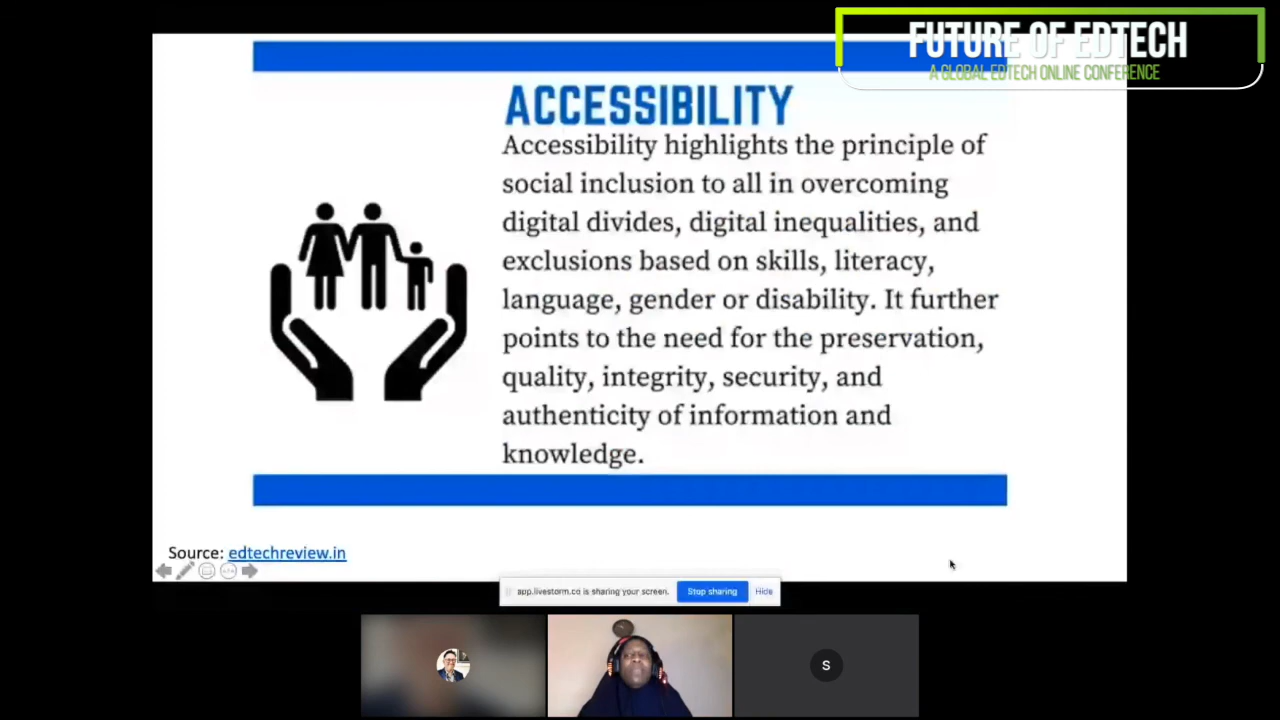 FUTURE OF EDTECH
A GLOBAL EDTECH ONLINE CONFERENCE
ACCESSIBILITY
Accessibility highlights the principle of
social inclusion to all in overcoming
digital divides, digital inequalities, and
exclusions based on skills, literacy,
language, gender or disability. It further
points to the need for the preservation,
quality, integrity, security, and
authenticity of information and
knowledge.
Source: edtechreview.in
app.livestorm.co is sharing your screen.
Stop sharing
Hide
S